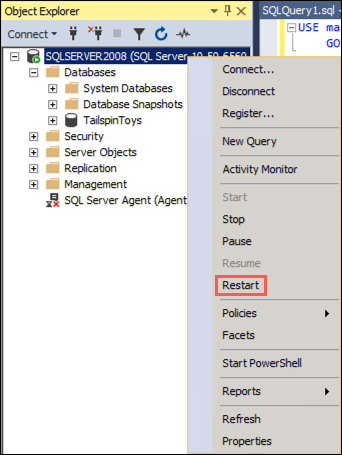 Object Explorer
SQLQuery1.sql
Connect
USE ma
GO
SQLSERVER2008 (SQL Server 10.50.6560
Databases
System Databases
Database Snapshots
TailspinToys
Security
Server Objects
Replication
Management
SQL Server Agent (Agent
Connect...
Disconnect
Register...
New Query
Activity Monitor
Start
Stop
Pause
Resume
Restart
Policies
Facets
Start PowerShell
Reports
Refresh
Properties